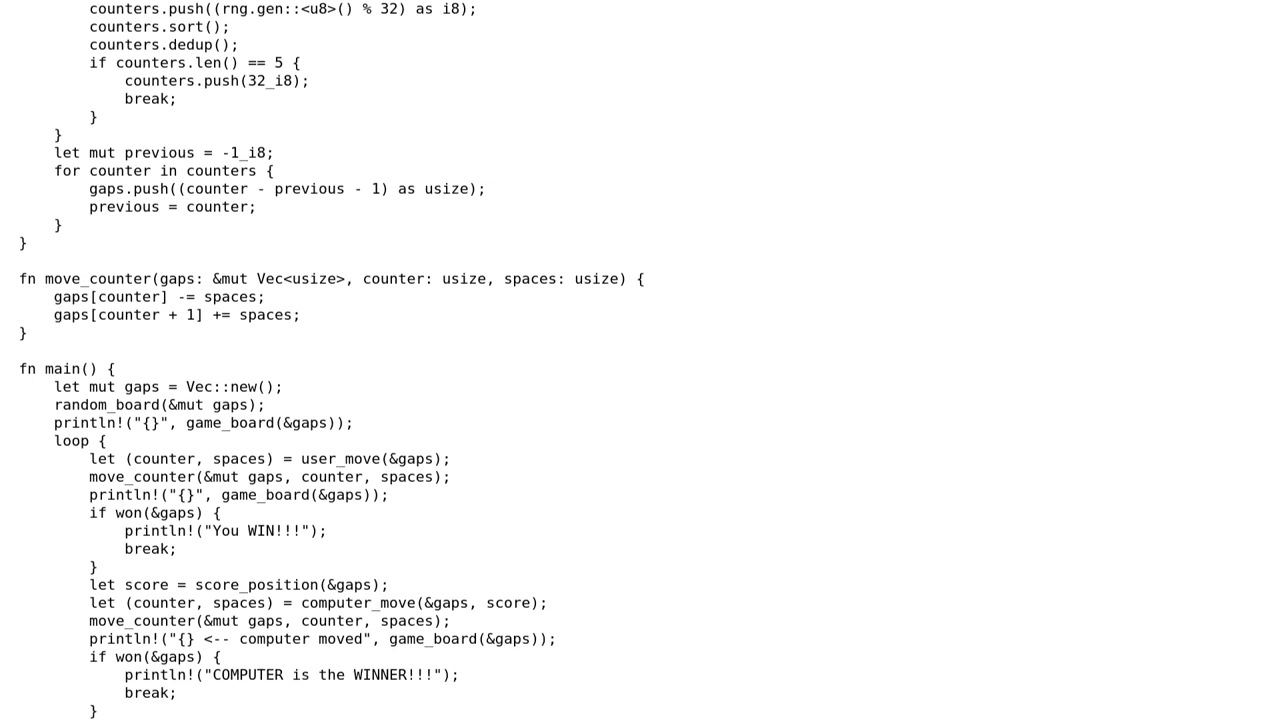 counters.push((rng.gen::<u8>() % 32) as i8);
        counters.sort();
        counters.dedup();
        if counters.len() == 5 {
            counters.push(32_i8);
            break;
        }
    }
    let mut previous = -1_i8;
    for counter in counters {
        gaps.push((counter - previous - 1) as usize);
        previous = counter;
    }
}

fn move_counter(gaps: &mut Vec<usize>, counter: usize, spaces: usize) {
    gaps[counter] -= spaces;
    gaps[counter + 1] += spaces;
}

fn main() {
    let mut gaps = Vec::new();
    random_board(&mut gaps);
    println!("{}", game_board(&gaps));
    loop {
        let (counter, spaces) = user_move(&gaps);
        move_counter(&mut gaps, counter, spaces);
        println!("{}", game_board(&gaps));
        if won(&gaps) {
            println!("You WIN!!!");
            break;
        }
        let score = score_position(&gaps);
        let (counter, spaces) = computer_move(&gaps, score);
        move_counter(&mut gaps, counter, spaces);
        println!("{} <-- computer moved", game_board(&gaps));
        if won(&gaps) {
            println!("COMPUTER is the WINNER!!!");
            break;
        }